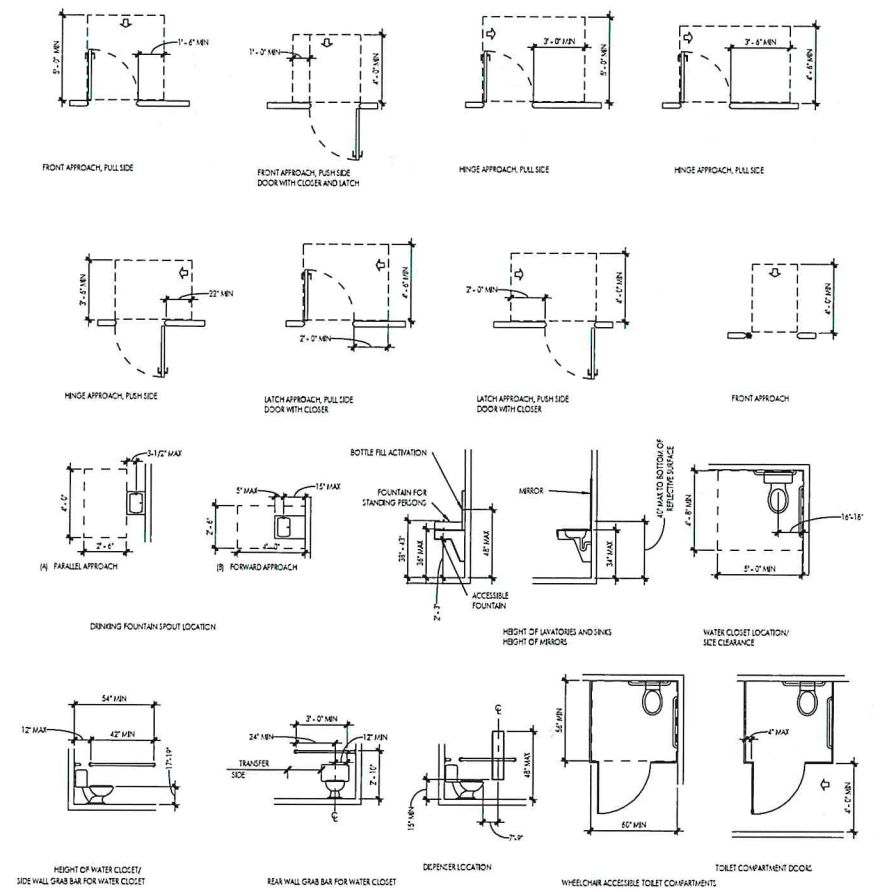 5'- 0" MIN
1'- 6" MIN
FRONT APPROACH, PULL SIDE
1'- 0" MIN
4'- 0" MIN
FRONT APPROACH, PUSH SIDE
DOOR WITH CLOSER AND LATCH
3'- 0" MIN
5'- 0" MIN
HINGE APPROACH, PULL SIDE
3'- 6" MIN
4'- 6" MIN
HINGE APPROACH, PULL SIDE
3'- 6" MIN
22" MIN
HINGE APPROACH, PUSH SIDE
4'- 6" MIN
2'- 0" MIN
LATCH APPROACH, PULL SIDE
DOOR WITH CLOSER
2'- 0" MIN
4'- 0" MIN
LATCH APPROACH, PUSH SIDE
DOOR WITH CLOSER
4'- 0" MIN
FRONT APPROACH
3-1/2" MAX
4'- 0"
2'- 6"
(A) PARALLEL APPROACH
5" MAX
15" MAX
2'- 6"
4'- 0"
(B) FORWARD APPROACH
DRINKING FOUNTAIN SPOUT LOCATION
BOTTLE FILL ACTIVATION
FOUNTAIN FOR
STANDING PERSONS
38"- 43"
36" MAX
48" MAX
2'- 3"
ACCESSIBLE
FOUNTAIN
MIRROR
34" MAX
40" MAX TO BOTTOM OF
REFLECTIVE SURFACE
HEIGHT OF LAVATORIES AND SINKS
HEIGHT OF MIRRORS
4'- 8" MIN
16"-18"
5'- 0" MIN
WATER CLOSET LOCATION/
SIZE CLEARANCE
54" MIN
12" MAX
42" MIN
17"-19"
HEIGHT OF WATER CLOSET/
SIDE WALL GRAB BAR FOR WATER CLOSET
3'- 0" MIN
24" MIN
12" MIN
TRANSFER
SIDE
2'- 10"
REAR WALL GRAB BAR FOR WATER CLOSET
15" MIN
48" MAX
7"-9"
DISPENCER LOCATION
56" MIN
60" MIN
WHEELCHAIR ACCESSIBLE TOILET COMPARTMENTS
4" MAX
4'- 0" MIN
TOILET COMPARTMENT DOORS